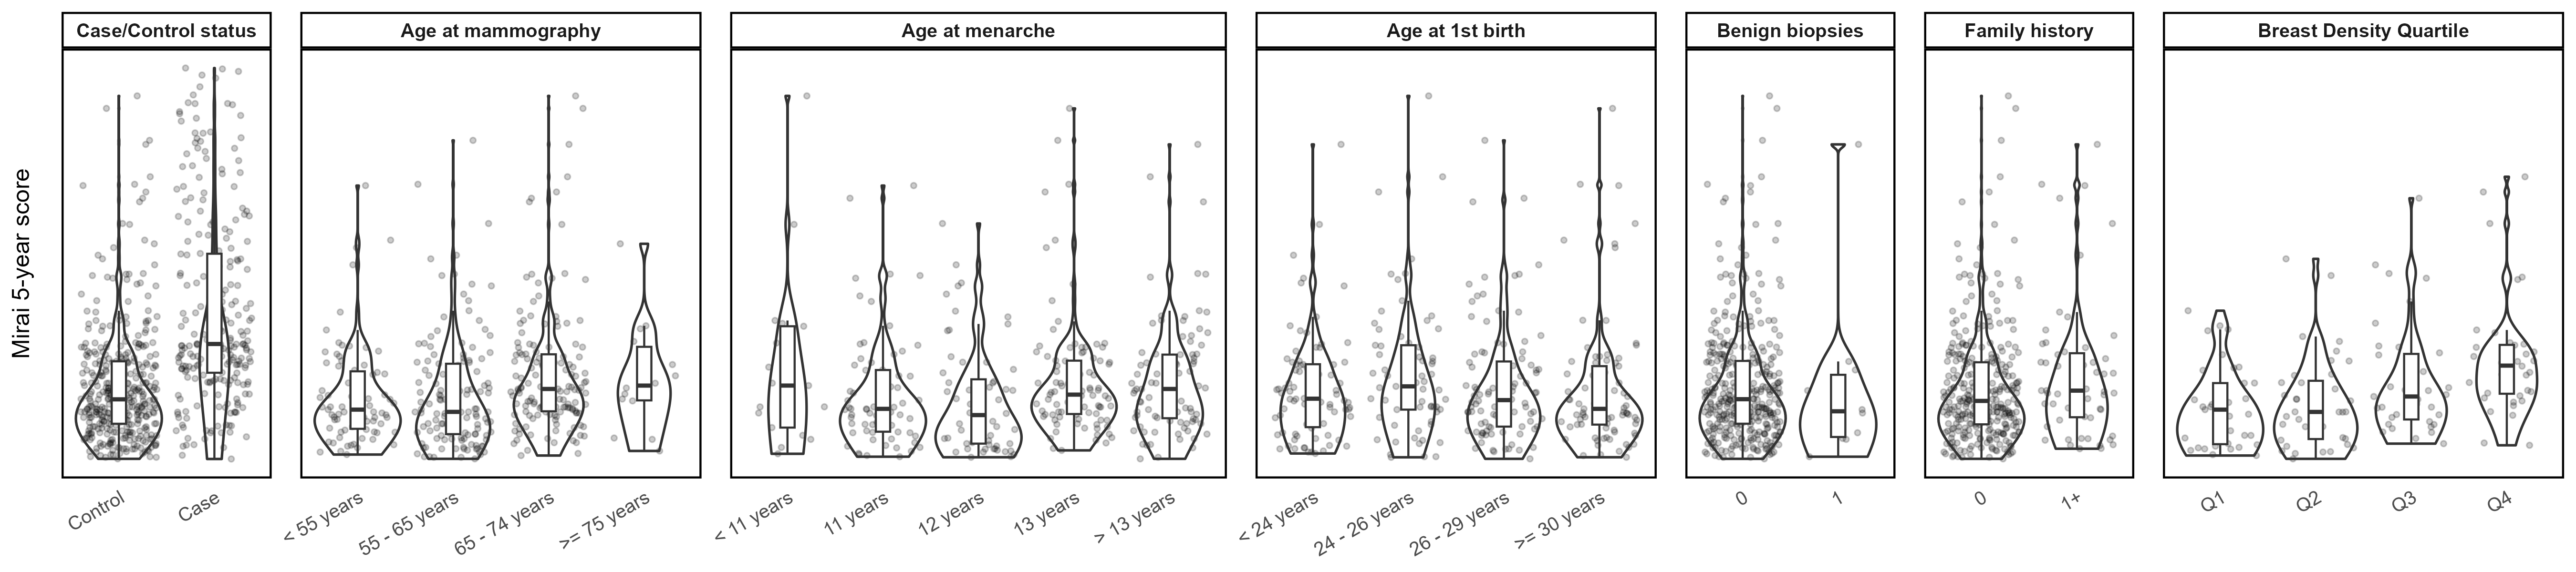 Case/Control status
Age at mammography
Age at menarche
Age at 1st birth
Benign biopsies
Family history
Breast Density Quartile
Mirai 5-year score
Control
Case
< 55 years
55 - 65 years
65 - 74 years
>= 75 years
< 11 years
11 years
12 years
13 years
> 13 years
< 24 years
24 - 26 years
26 - 29 years
>= 30 years
0
1
0
1+
Q1
Q2
Q3
Q4